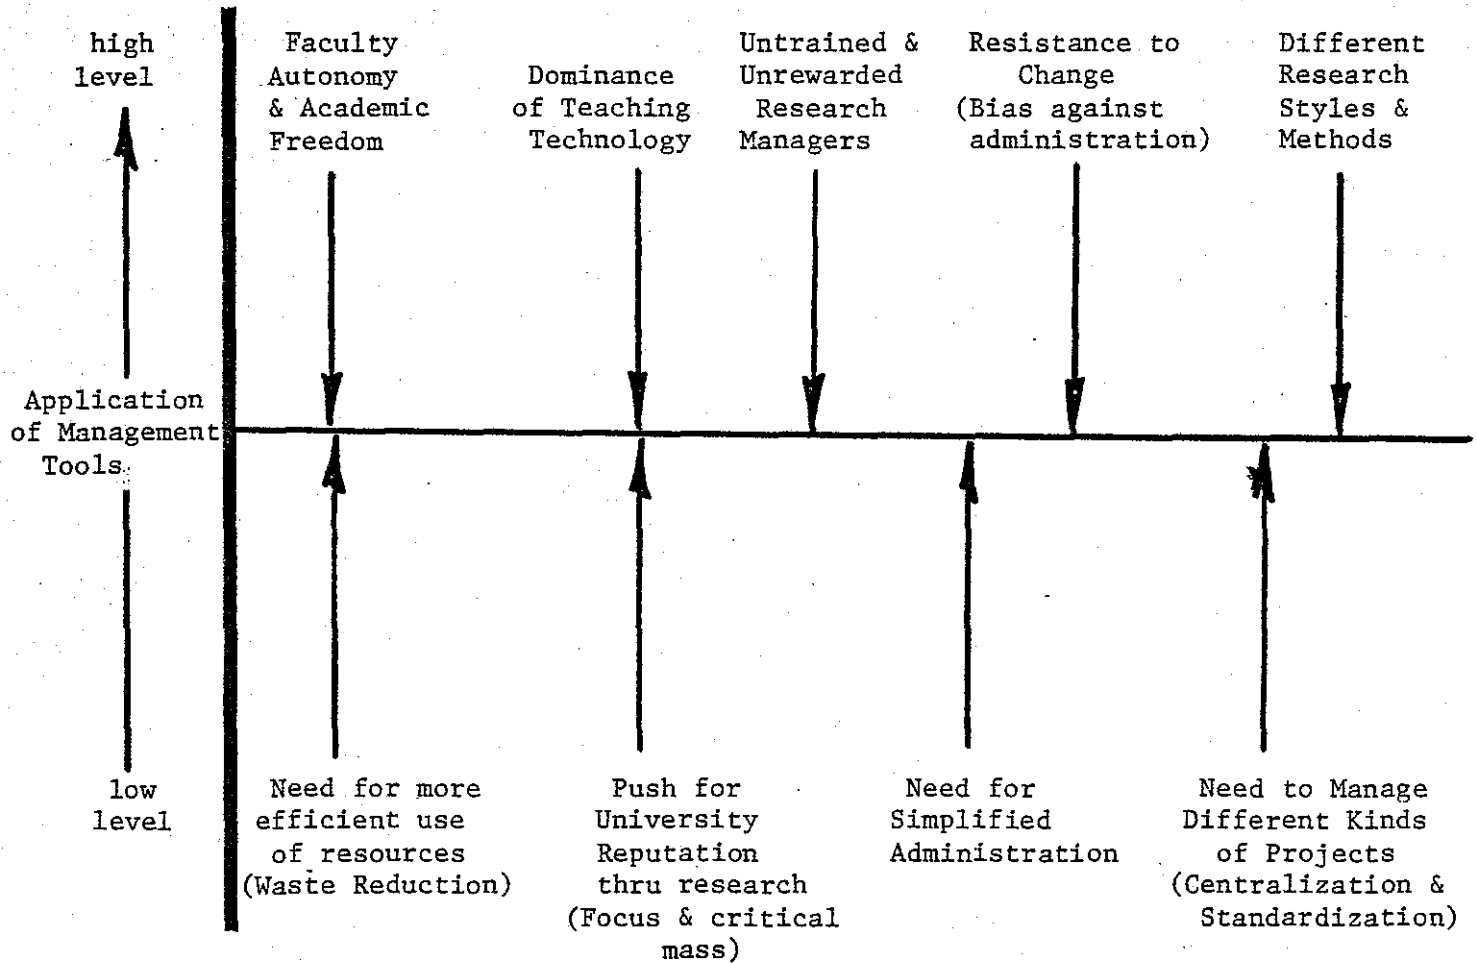 high
level
Faculty
Autonomy
& Academic
Freedom
Dominance
of Teaching
Technology
Untrained &
Unrewarded
Research
Managers
Resistance to
Change
(Bias against
administration)
Different
Research
Styles &
Methods
Application
of Management
Tools
low
level
Need for more
efficient use
of resources
(Waste Reduction)
Push for
University
Reputation
thru research
(Focus & critical
mass)
Need for
Simplified
Administration
Need to Manage
Different Kinds
of Projects
(Centralization &
Standardization)